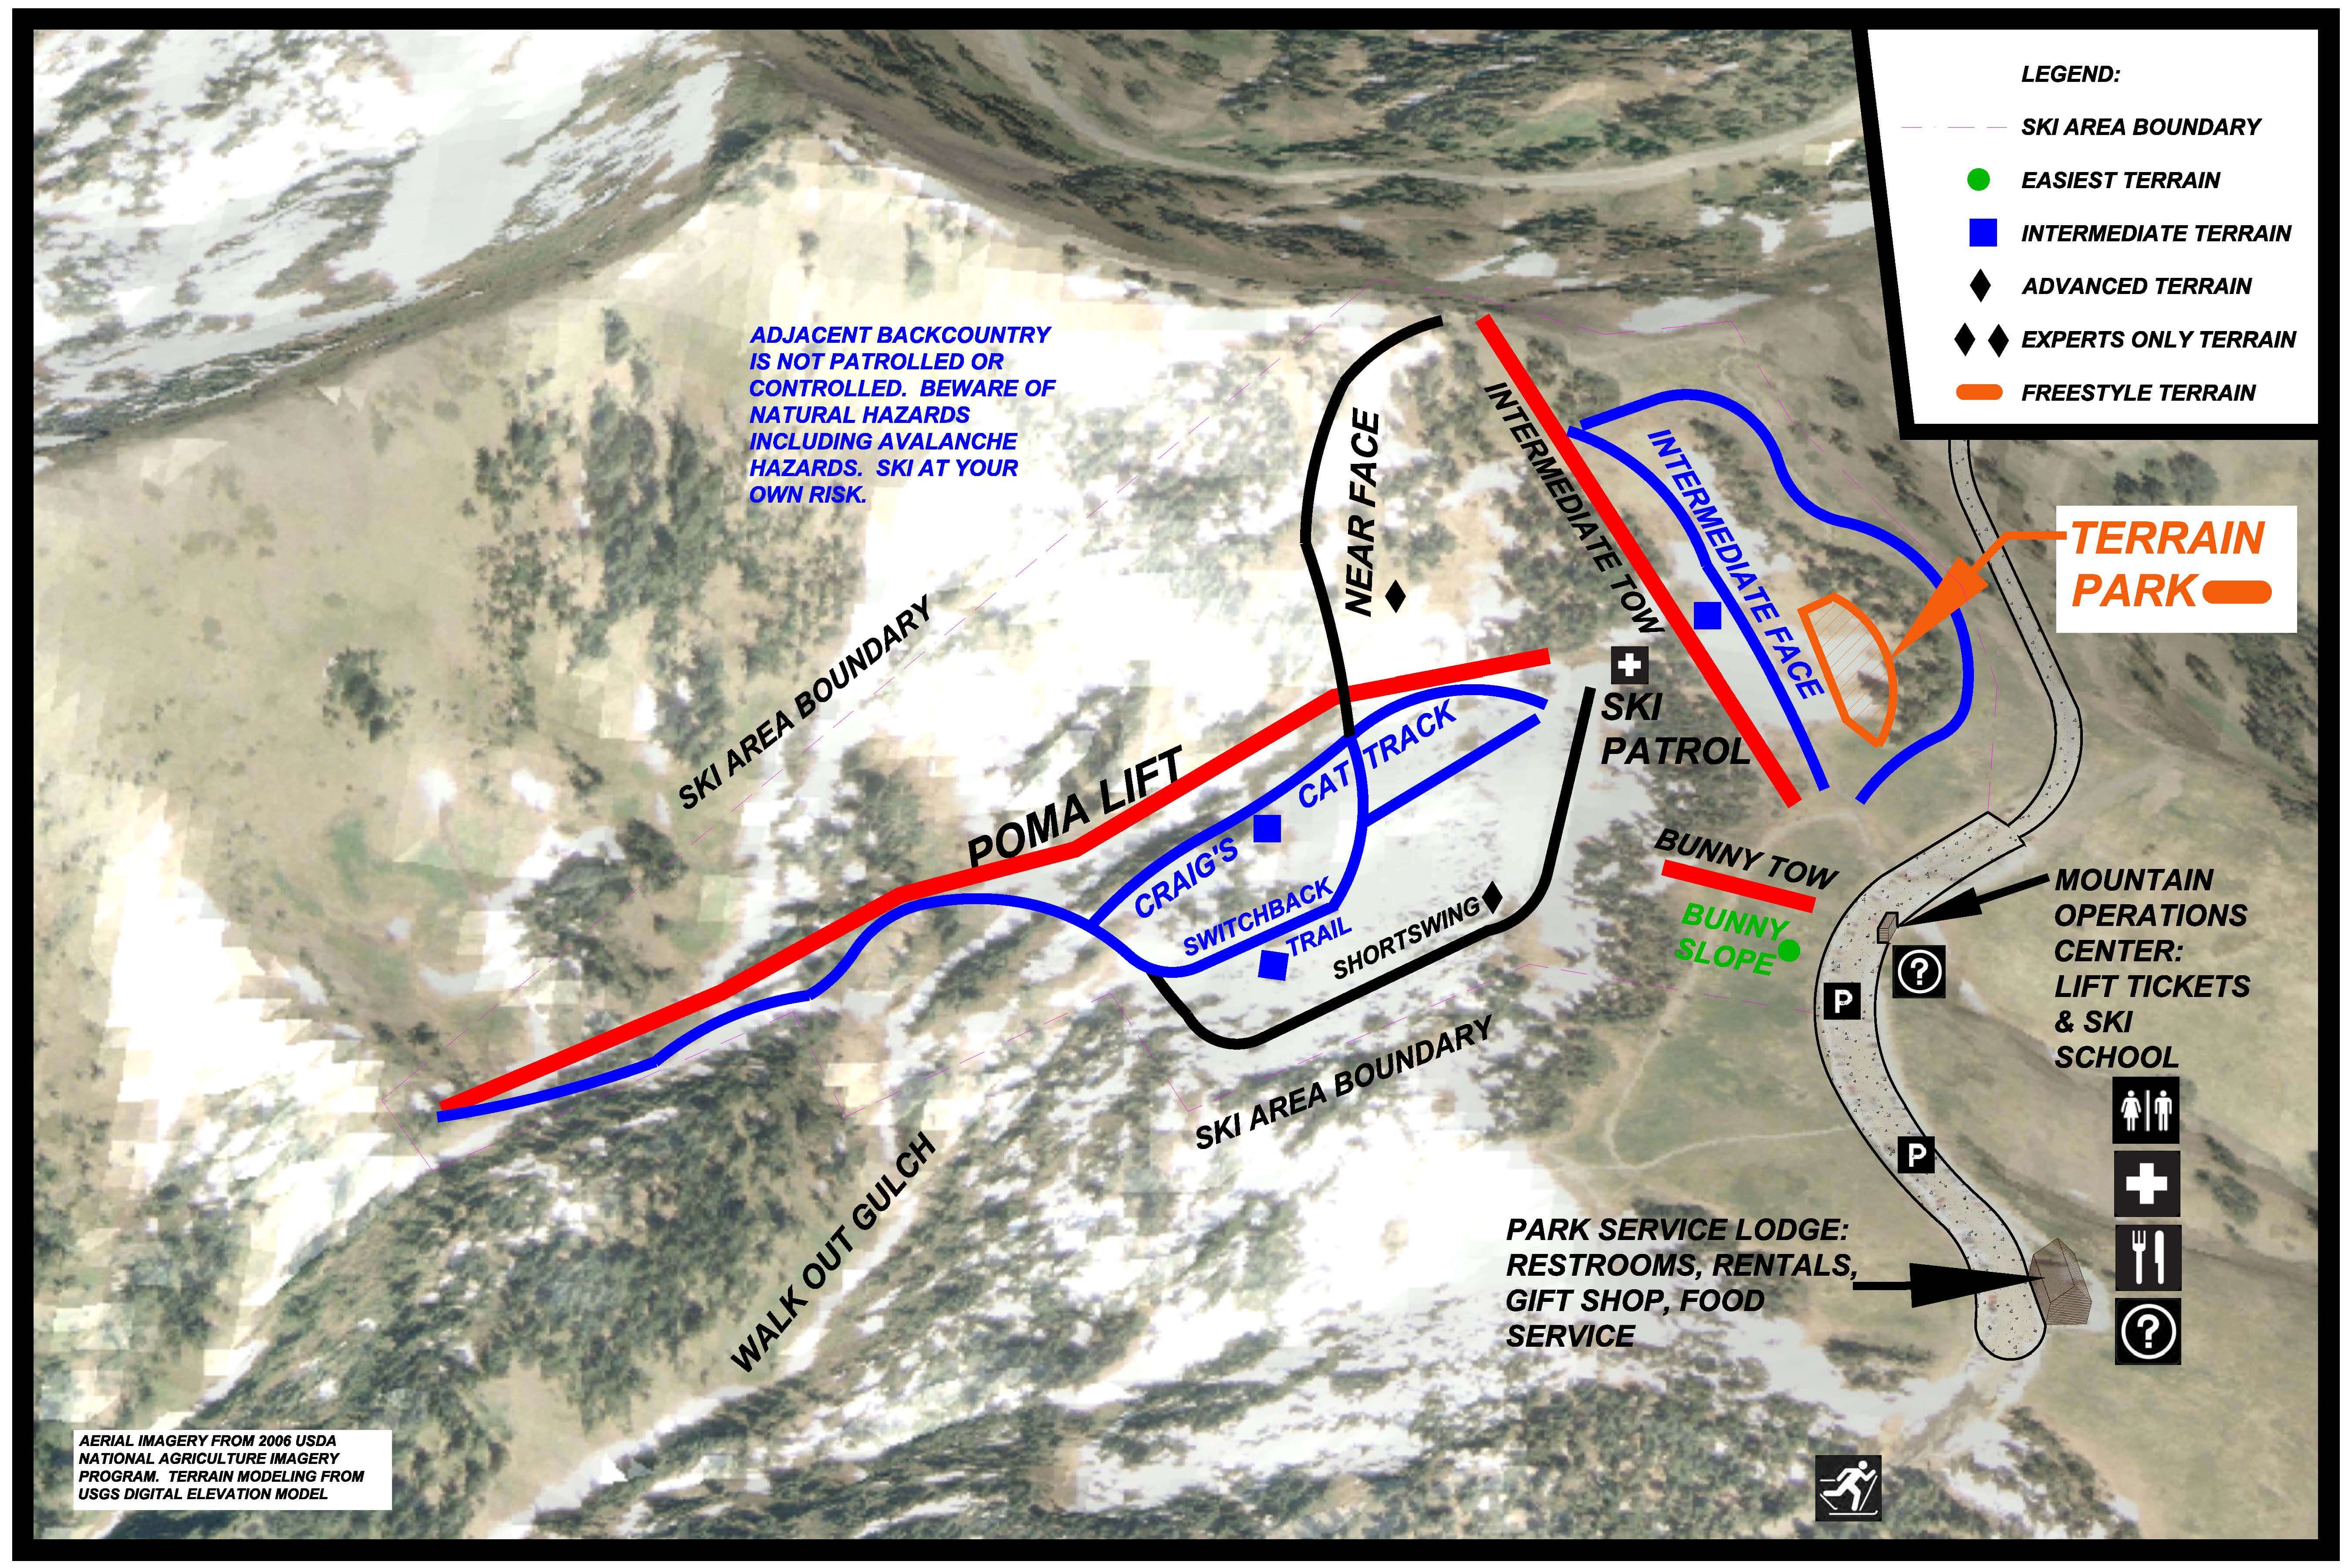 LEGEND:
SKI AREA BOUNDARY
EASIEST TERRAIN
INTERMEDIATE TERRAIN
ADVANCED TERRAIN
EXPERTS ONLY TERRAIN
FREESTYLE TERRAIN
ADJACENT BACKCOUNTRY
IS NOT PATROLLED OR
CONTROLLED. BEWARE OF
NATURAL HAZARDS
INCLUDING AVALANCHE
HAZARDS. SKI AT YOUR
OWN RISK.
NEAR FACE
INTERMEDIATE TOW
INTERMEDIATE FACE
TERRAIN
PARK
SKI AREA BOUNDARY
POMA LIFT
SKI
PATROL
CRAIG'S
CAT TRACK
SWITCHBACK
TRAIL
SHORTSWING
BUNNY TOW
BUNNY
SLOPE
MOUNTAIN
OPERATIONS
CENTER:
LIFT TICKETS
& SKI
SCHOOL
?
P
P
SKI AREA BOUNDARY
WALK OUT GULCH
PARK SERVICE LODGE:
RESTROOMS, RENTALS,
GIFT SHOP, FOOD
SERVICE
?
AERIAL IMAGERY FROM 2006 USDA
NATIONAL AGRICULTURE IMAGERY
PROGRAM. TERRAIN MODELING FROM
USGS DIGITAL ELEVATION MODEL